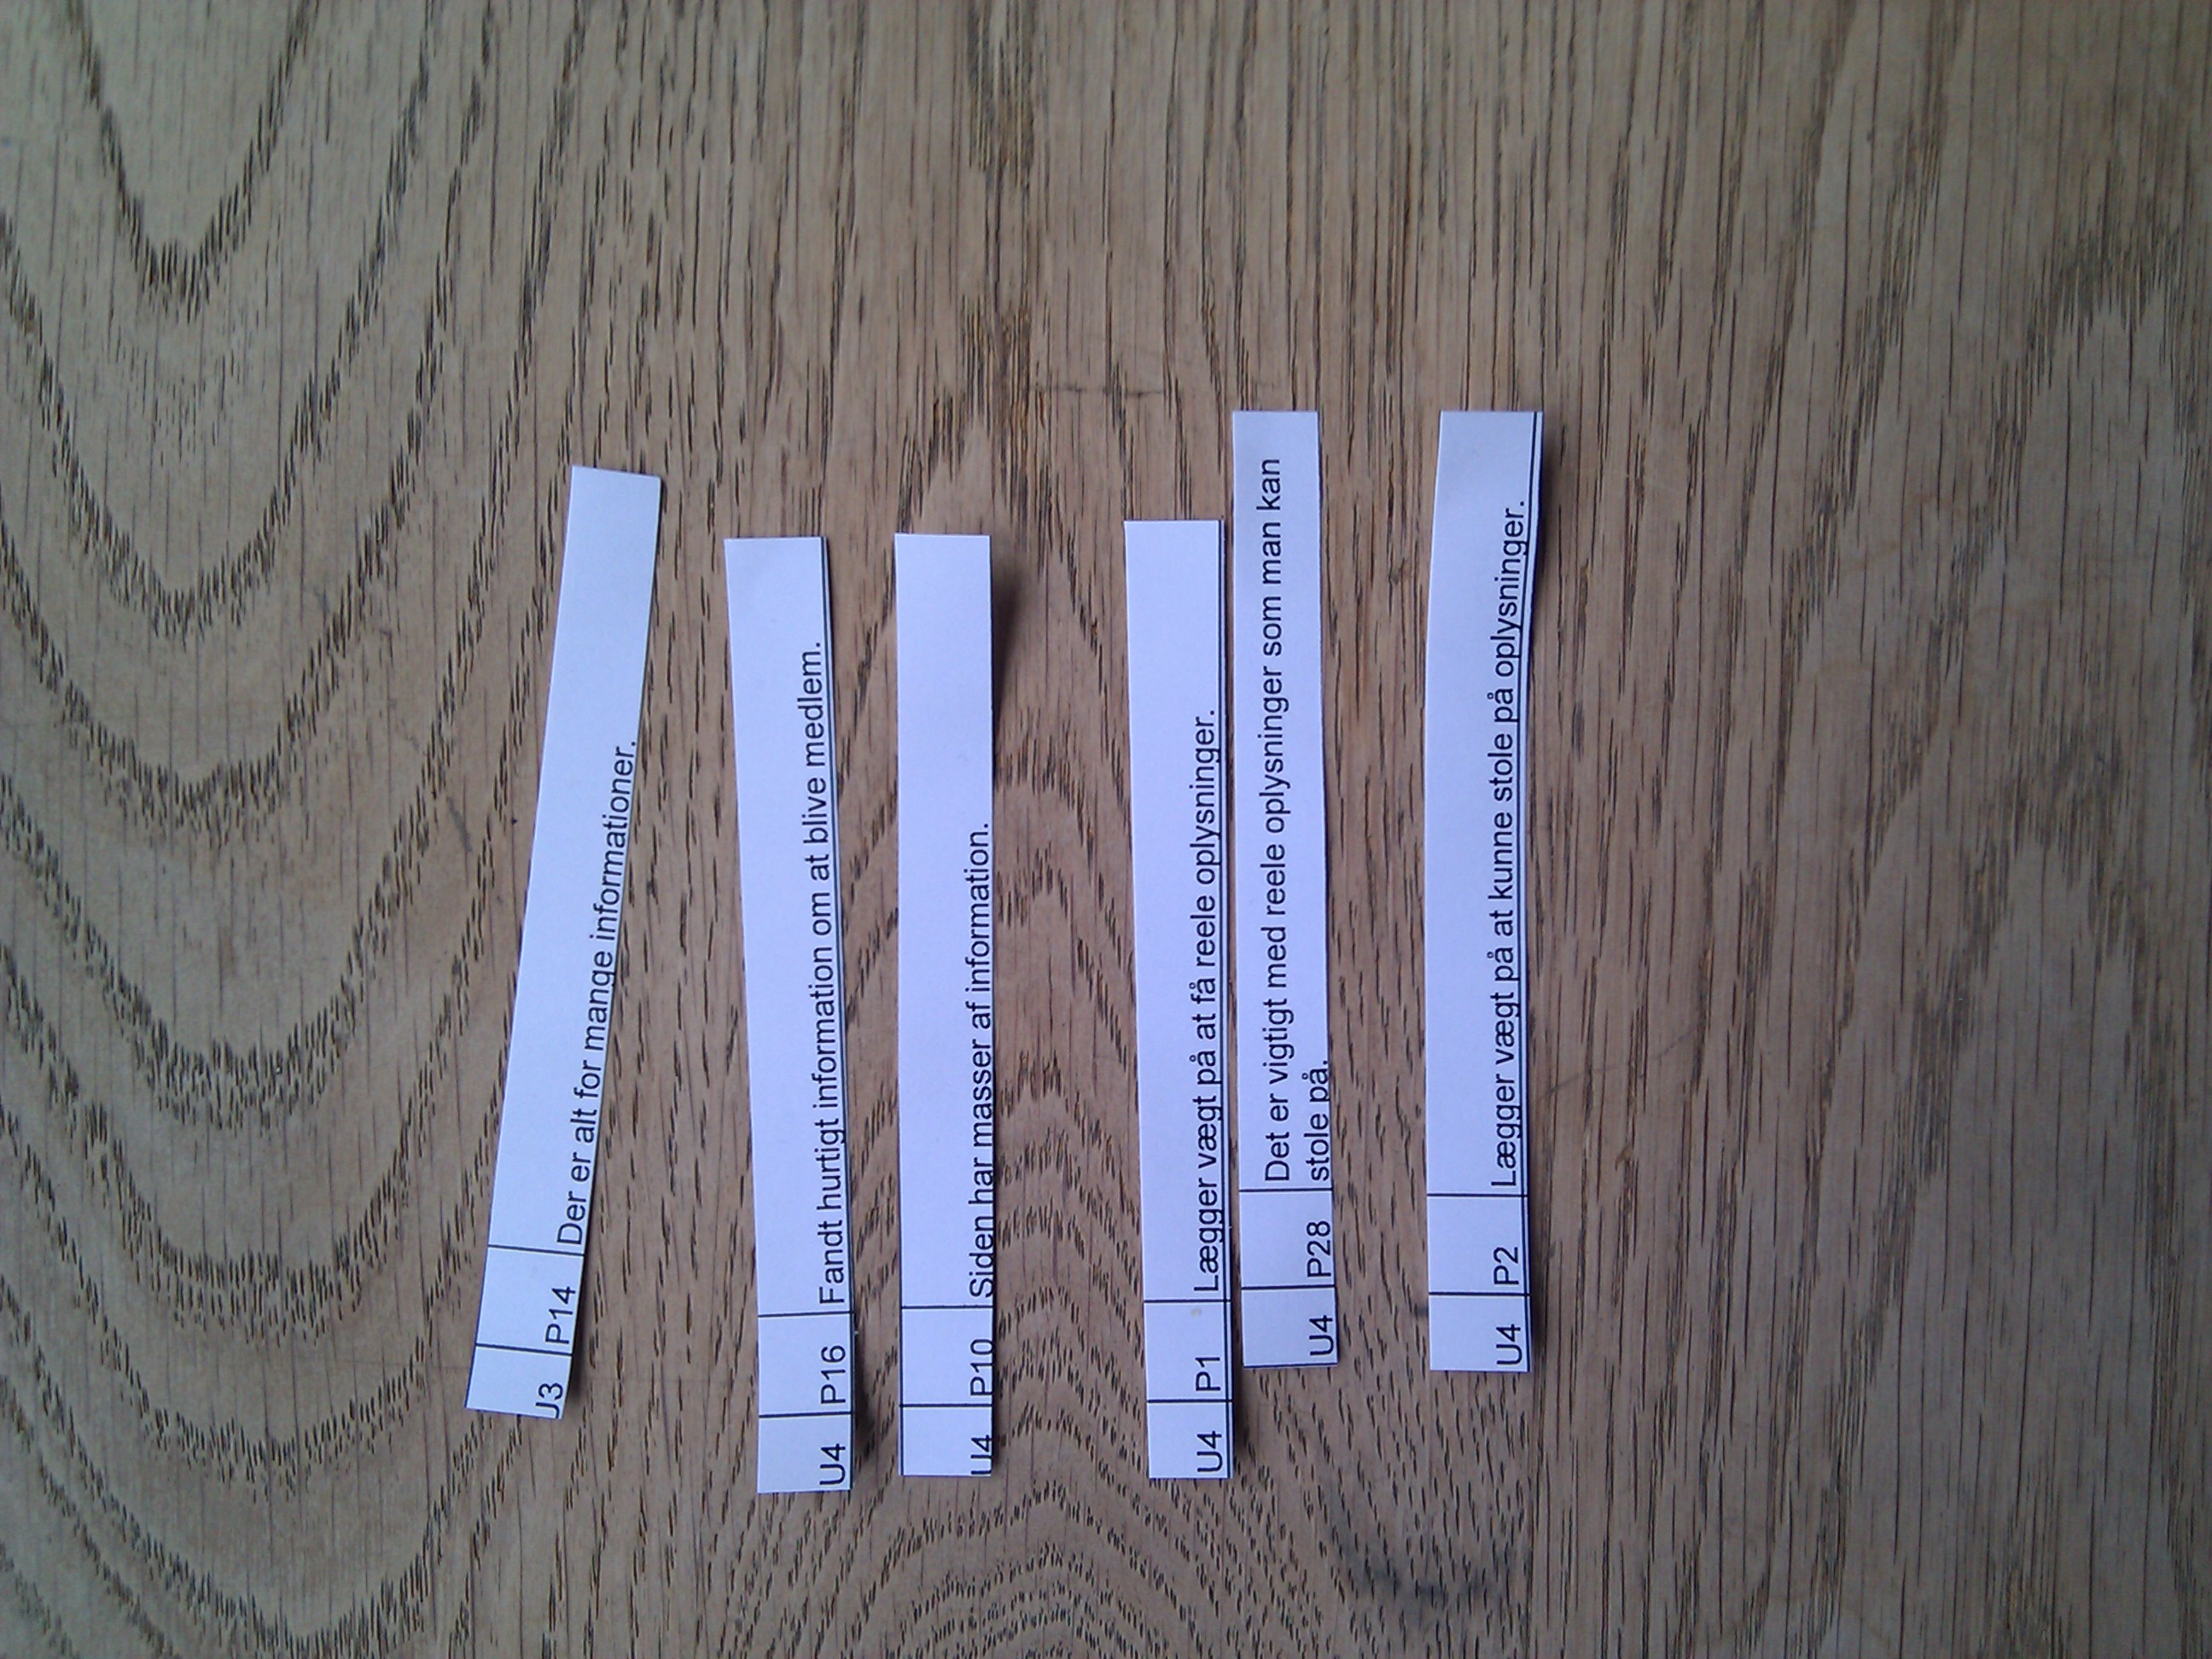 J3 P14 Der er alt for mange informationer.
U4 P16 Fandt hurtigt information om at blive medlem.
U4 P10 Siden har masser af information.
U4 P1 Lægger vægt på at få reele oplysninger.
U4 P28 Det er vigtigt med reele oplysninger som man kan
stole på.
U4 P2 Lægger vægt på at kunne stole på oplysninger.